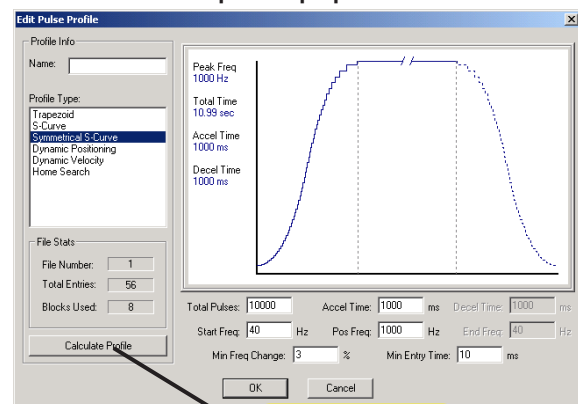 Edit Pulse Profile
Profile Info
Name:
Profile Type:
Trapezoid
S-Curve
Symmetrical S-Curve
Dynamic Positioning
Dynamic Velocity
Home Search
File Stats
File Number: 1
Total Entries: 56
Blocks Used: 8
Calculate Profile
Peak Freq
1000 Hz
Total Time
10.99 sec
Accel Time
1000 ms
Decel Time
1000 ms
Total Pulses: 10000 Accel Time: 1000 ms Decel Time: 1000 ms
Start Freq: 40 Hz Pos Freq: 1000 Hz End Freq: 40 Hz
Min Freq Change: 3 % Min Entry Time: 10 ms
OK Cancel